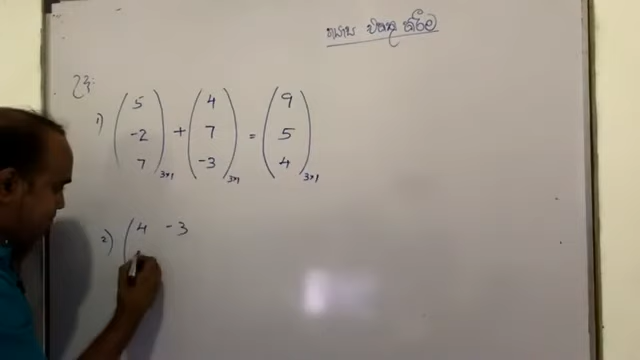 න්‍යාස එකතු කිරීම
උදා:
1) (5 -2 7)3×1 + (4 7 -3)3×1 = (9 5 4)3×1
2) (4 -3